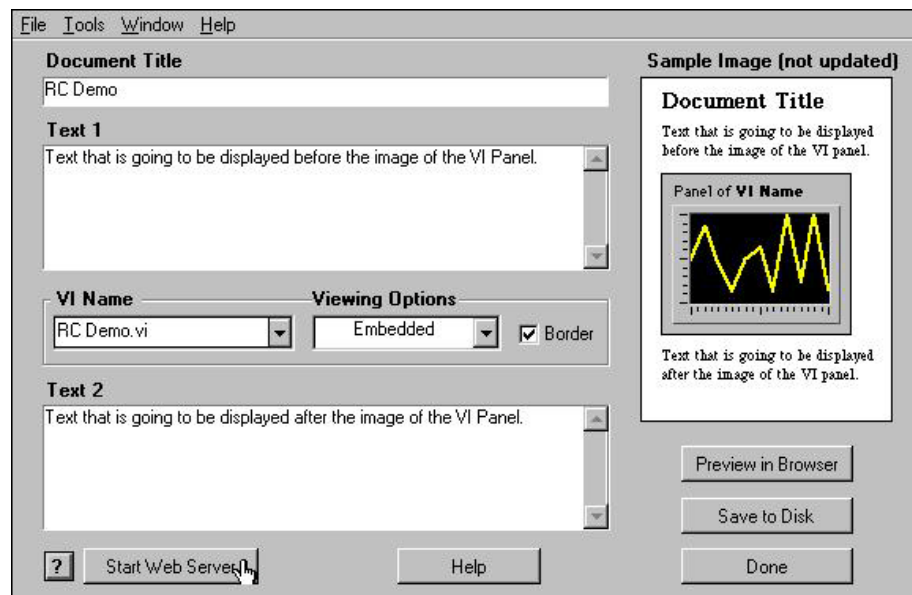 File Tools Window Help
Document Title
RC Demo
Text 1
Text that is going to be displayed before the image of the VI Panel.
VI Name
Viewing Options
RC Demo.vi
Embedded
Border
Text 2
Text that is going to be displayed after the image of the VI Panel.
? Start Web Server Help
Sample Image (not updated)
Document Title
Text that is going to be displayed
before the image of the VI panel.
Panel of VI Name
Text that is going to be displayed
after the image of the VI panel.
Preview in Browser
Save to Disk
Done